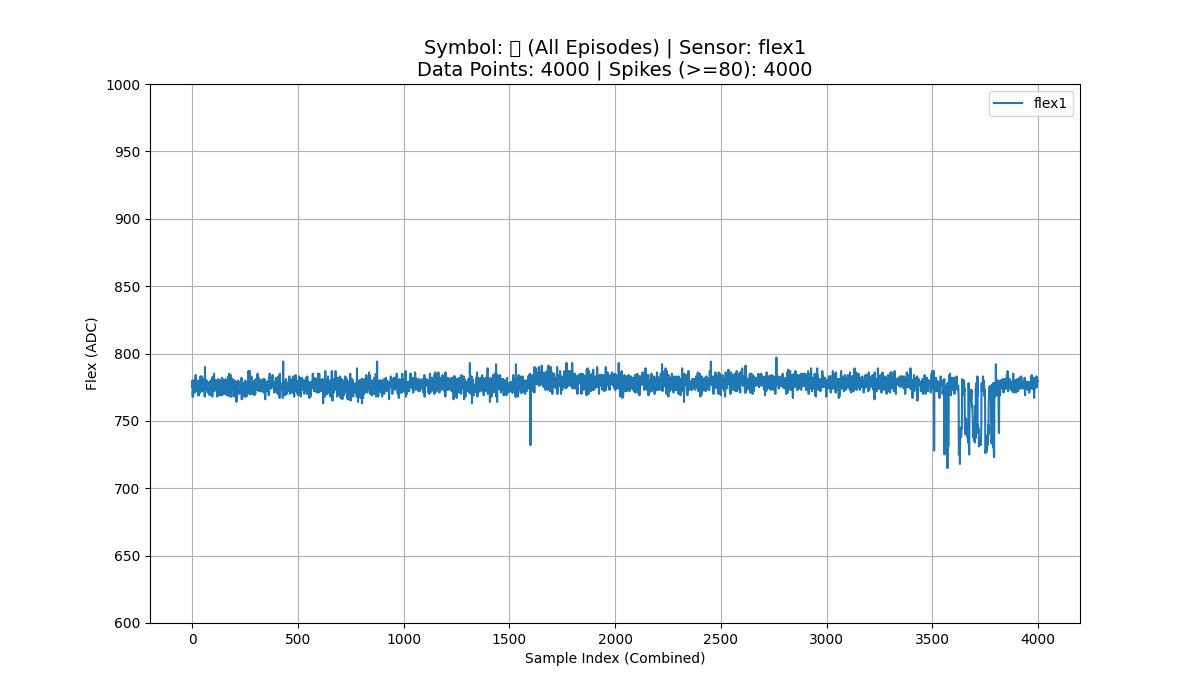 Symbol: (All Episodes) | Sensor: flex1
Data Points: 4000 | Spikes (>=80): 4000
flex1
Flex (ADC)
1000
950
900
850
800
750
700
650
600
0 500 1000 1500 2000 2500 3000 3500 4000
Sample Index (Combined)